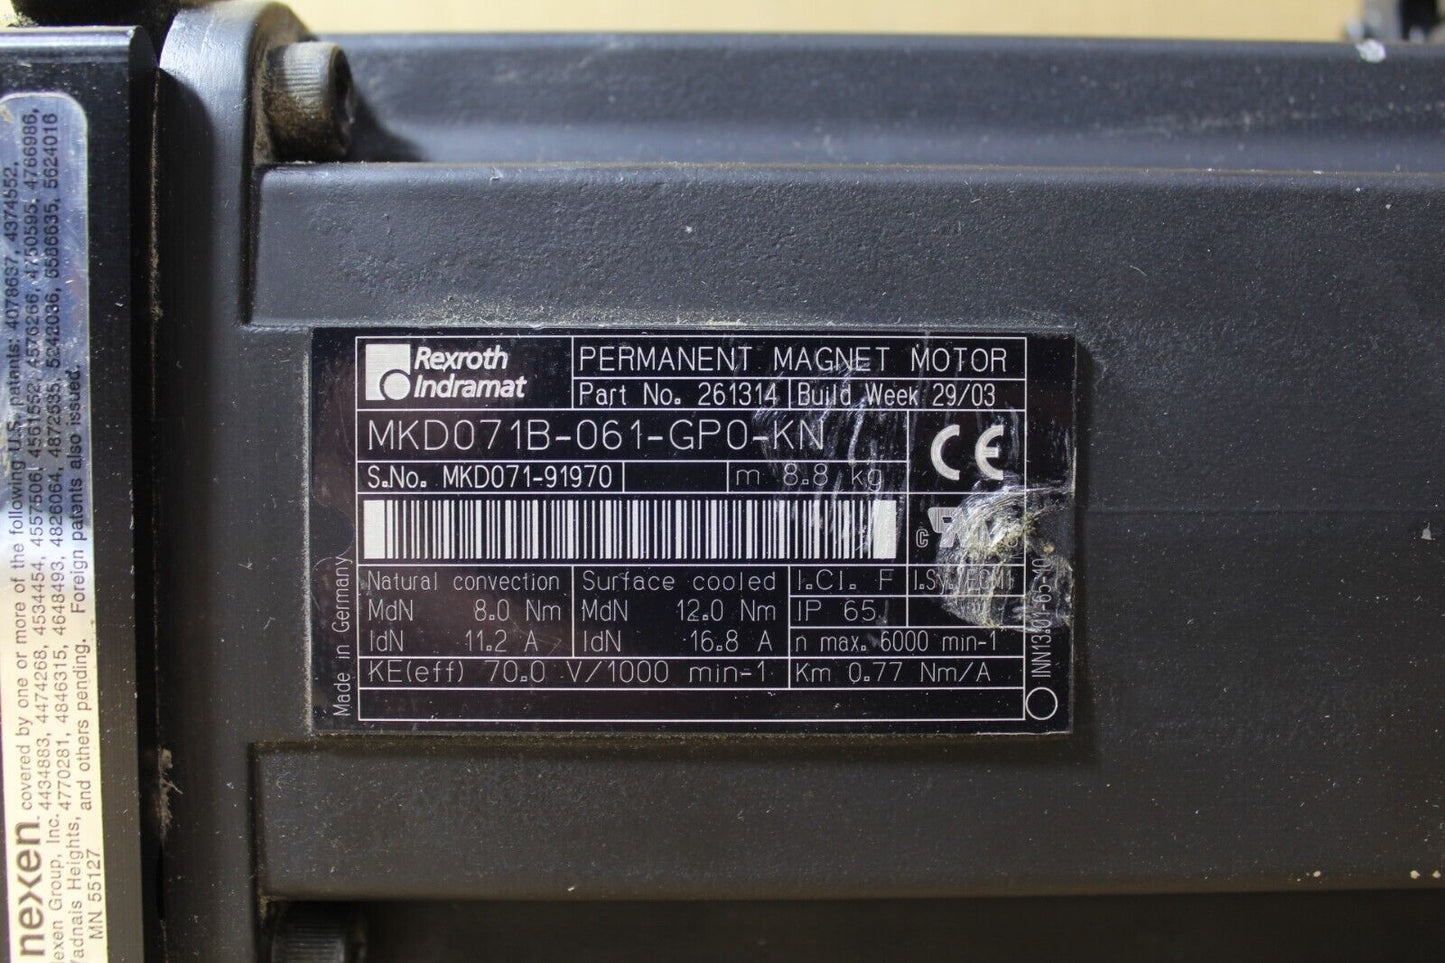 Rexroth
Indramat
PERMANENT MAGNET MOTOR
Part No. 261314 Build Week 29/03
MKD071B-061-GP0-KN
CE
S.No. MKD071-91970 m 8.8 kg
c
Natural convection Surface cooled I.Cl. F
MdN 8.0 Nm MdN 12.0 Nm IP 65
IdN 11.2 A IdN 16.8 A n max. 6000 min-1
KE(eff) 70.0 V/1000 min-1 Km 0.77 Nm/A
Made in Germany
nexen covered by one or more of the following U.S. patents: 4078637, 4374552,
Group, Inc. 4434883, 4474268, 4534454, 4557506, 4561552, 4576266, 4750595, 4766986,
Heights, 4770281, 4846315, 4648493, 4826064, 4872535, 5242036, 5586635, 5624016
MN 55127 and others pending. Foreign patents also issued.